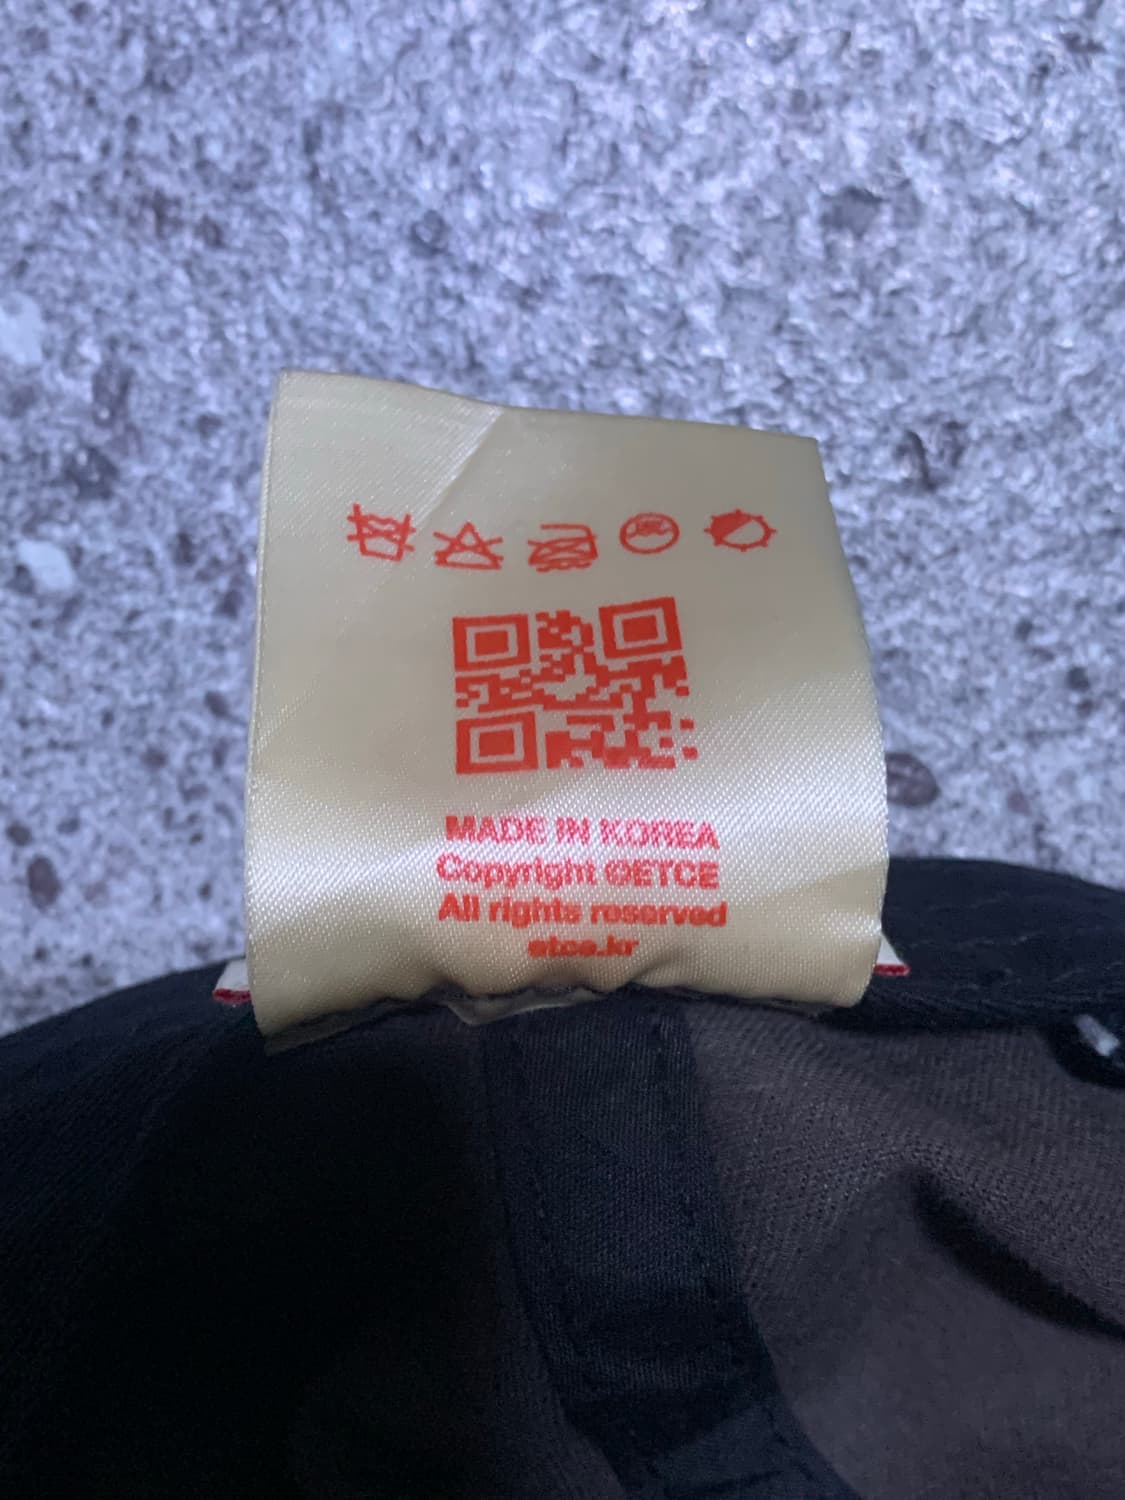 MADE IN KOREA
Copyright ©ETCE
All rights reserved
etce.kr